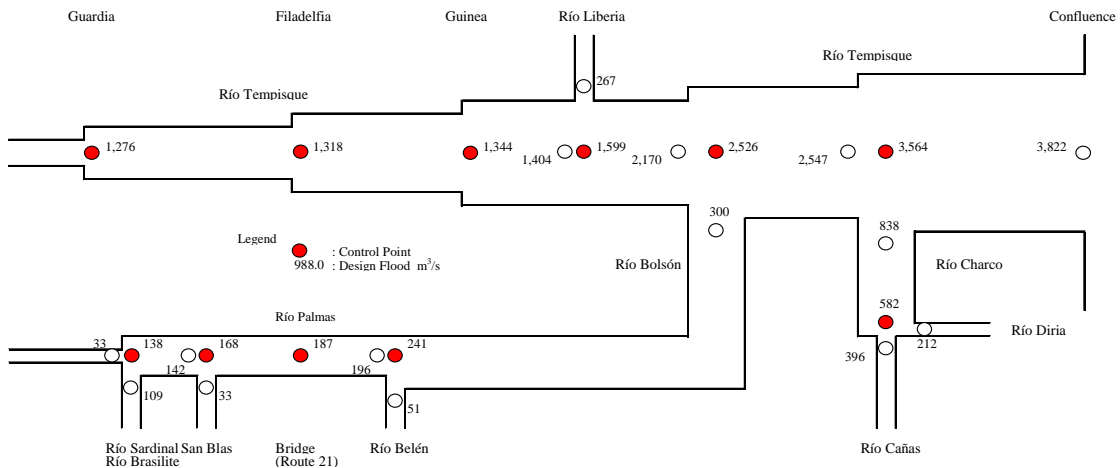 Guardia
Filadelfia
Guinea
Río Liberia
Confluence
Río Tempisque
267
Río Tempisque
1,276
1,318
1,344
1,404
1,599
2,170
2,526
2,547
3,564
3,822
300
838
Legend
: Control Point
988.0 : Design Flood m³/s
Río Bolsón
Río Charco
582
Río Palmas
Río Diria
212
396
33
138
142
168
187
196
241
109
33
51
Río Sardinal
Río Brasilite
San Blas
Bridge
(Route 21)
Río Belén
Río Cañas